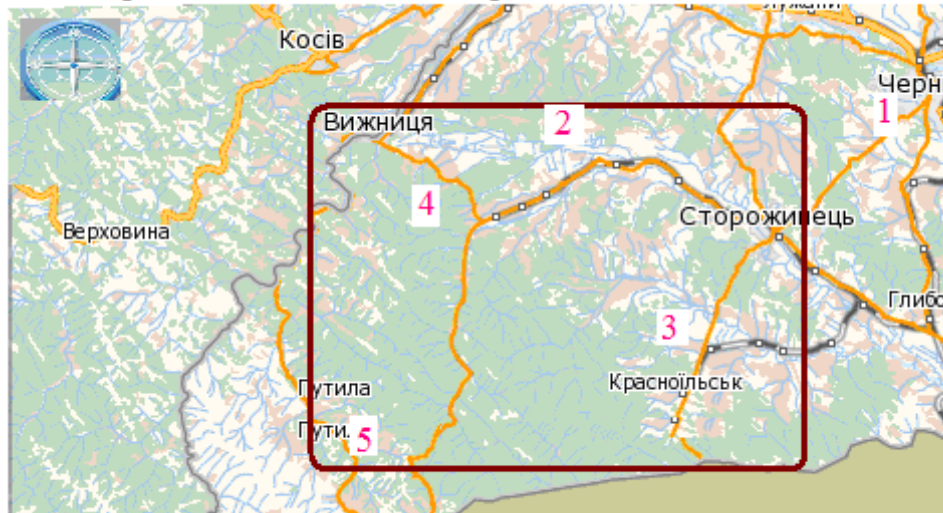 Косів
Черн
1
2
Вижниця
4
Сторожинець
Верховина
Глибо
3
Красноїльськ
Путила
Пути
5